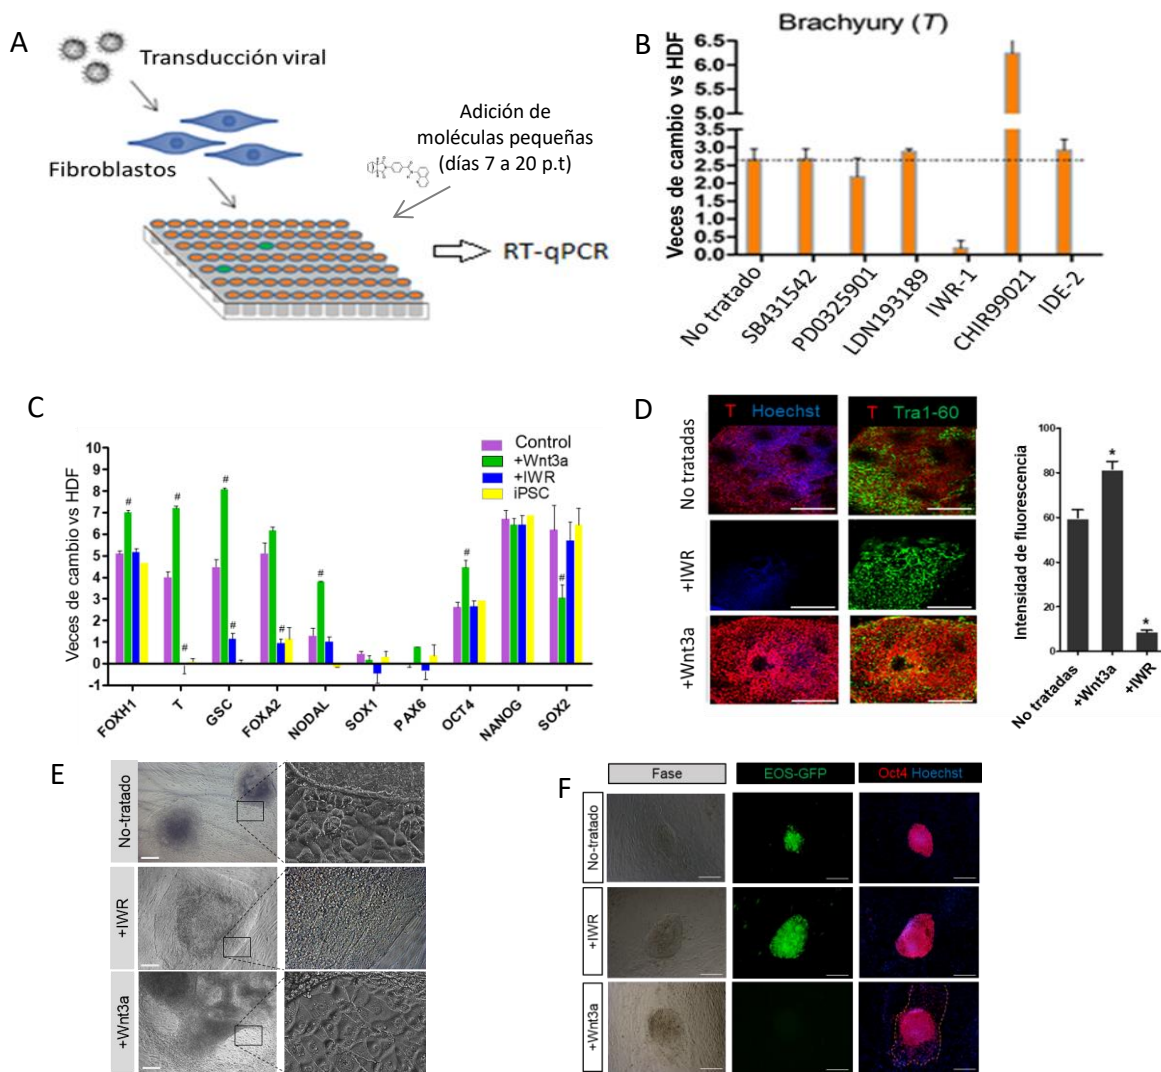 A
Transducción viral
Fibroblastos
Adición de
moléculas pequeñas
(días 7 a 20 p.t)
RT-qPCR
B
Brachyury (T)
Veces de cambio vs HDF
6.5
6.0
5.5
5.0
3.5
3.0
2.5
2.0
1.5
1.0
0.5
0.0
No tratado
SB431542
PD0325901
LDN193189
IWR-1
CHIR99021
IDE-2
C
Veces de cambio vs HDF
10
9
8
7
6
5
4
3
2
1
0
-1
Control
+Wnt3a
+IWR
iPSC
#
#
#
#
#
#
#
#
#
FOXH1
T
GSC
FOXA2
NODAL
SOX1
PAX6
OCT4
NANOG
SOX2
D
T Hoechst
T Tra1-60
No tratadas
+IWR
+Wnt3a
Intensidad de fluorescencia
100
80
60
40
20
0
*
*
No tratadas
+Wnt3a
+IWR
E
No-tratado
+IWR
+Wnt3a
F
Fase
EOS-GFP
Oct4 Hoechst
No-tratado
+IWR
+Wnt3a